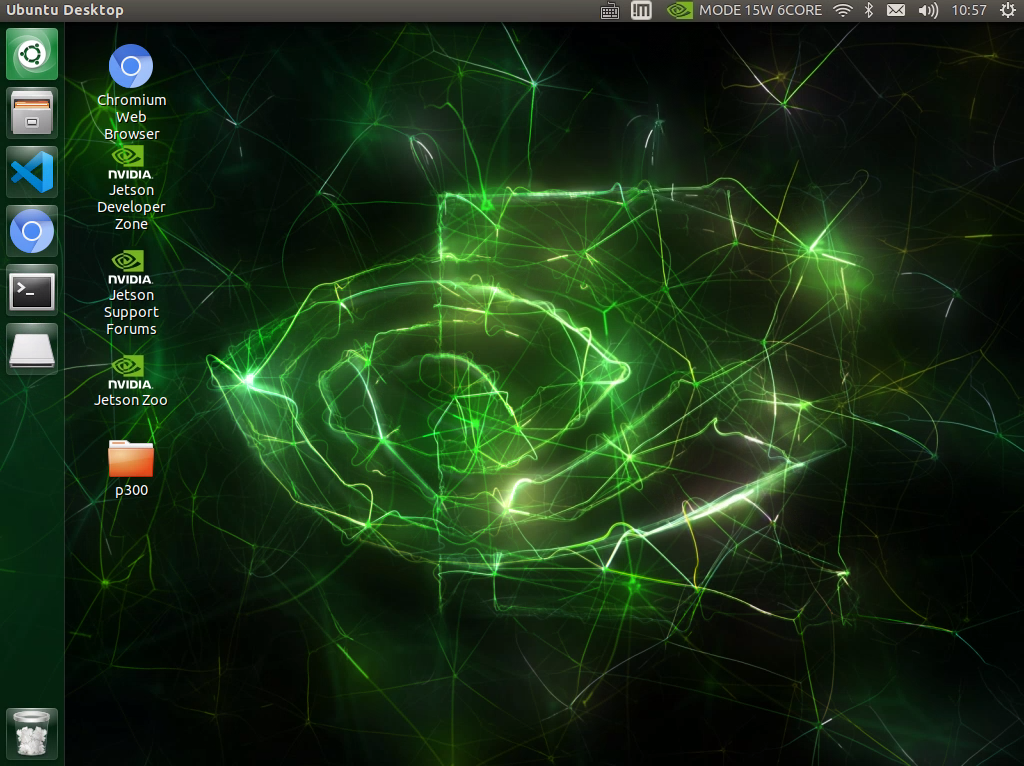 Ubuntu Desktop
!m
MODE 15W 6CORE
10:57
Chromium
Web
Browser
NVIDIA.
Jetson
Developer
Zone
NVIDIA.
Jetson
Support
Forums
NVIDIA.
Jetson Zoo
p300